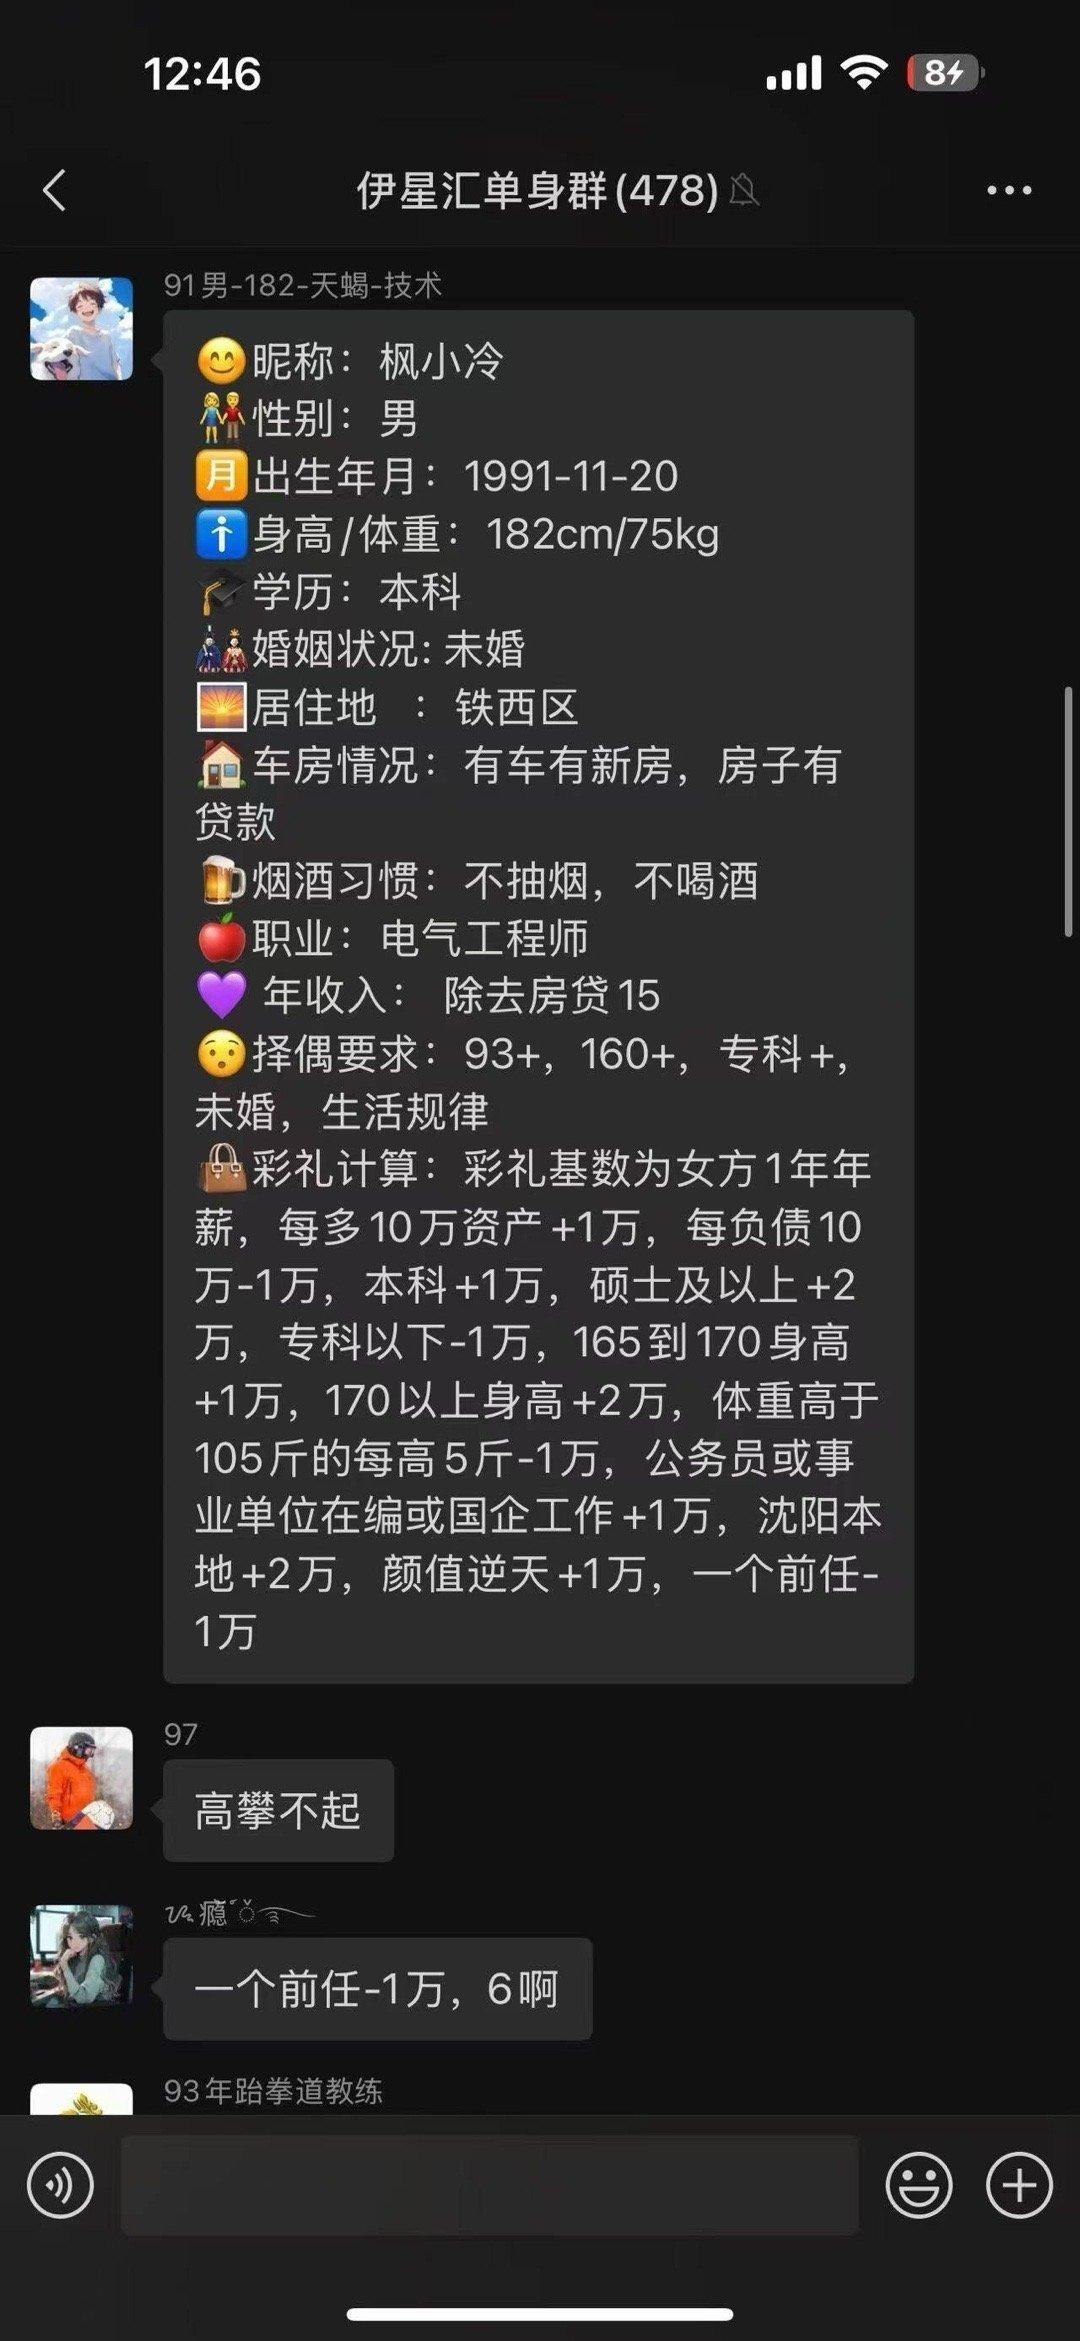 12:46
8
伊星汇单身群(478)
91男-182-天蝎-技术
😊昵称：枫小冷
👫性别：男
🈷️出生年月：1991-11-20
🚹身高/体重：182cm/75kg
🎓学历：本科
🎎婚姻状况: 未婚
🌅居住地 ：铁西区
🏠车房情况：有车有新房，房子有
贷款
🍺烟酒习惯：不抽烟，不喝酒
🍎职业：电气工程师
💜 年收入： 除去房贷15
😯择偶要求：93+，160+，专科+，
未婚，生活规律
👜彩礼计算：彩礼基数为女方1年年
薪，每多10万资产+1万，每负债10
万-1万，本科+1万，硕士及以上+2
万，专科以下-1万，165到170身高
+1万，170以上身高+2万，体重高于
105斤的每高5斤-1万，公务员或事
业单位在编或国企工作+1万，沈阳本
地+2万，颜值逆天+1万，一个前任-
1万
97
高攀不起
瘾
一个前任-1万，6啊
93年跆拳道教练